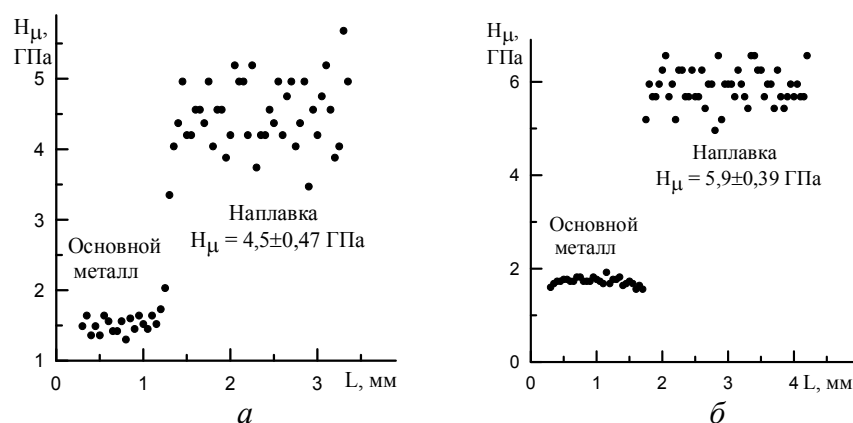 Hμ,
ГПа
5
4
3
2
1
0
1
2
3
L, мм
Основной
металл
Наплавка
Hμ = 4,5±0,47 ГПа
а
Hμ,
ГПа
6
4
2
0
0
1
2
3
4
L, мм
Основной
металл
Наплавка
Hμ = 5,9±0,39 ГПа
б